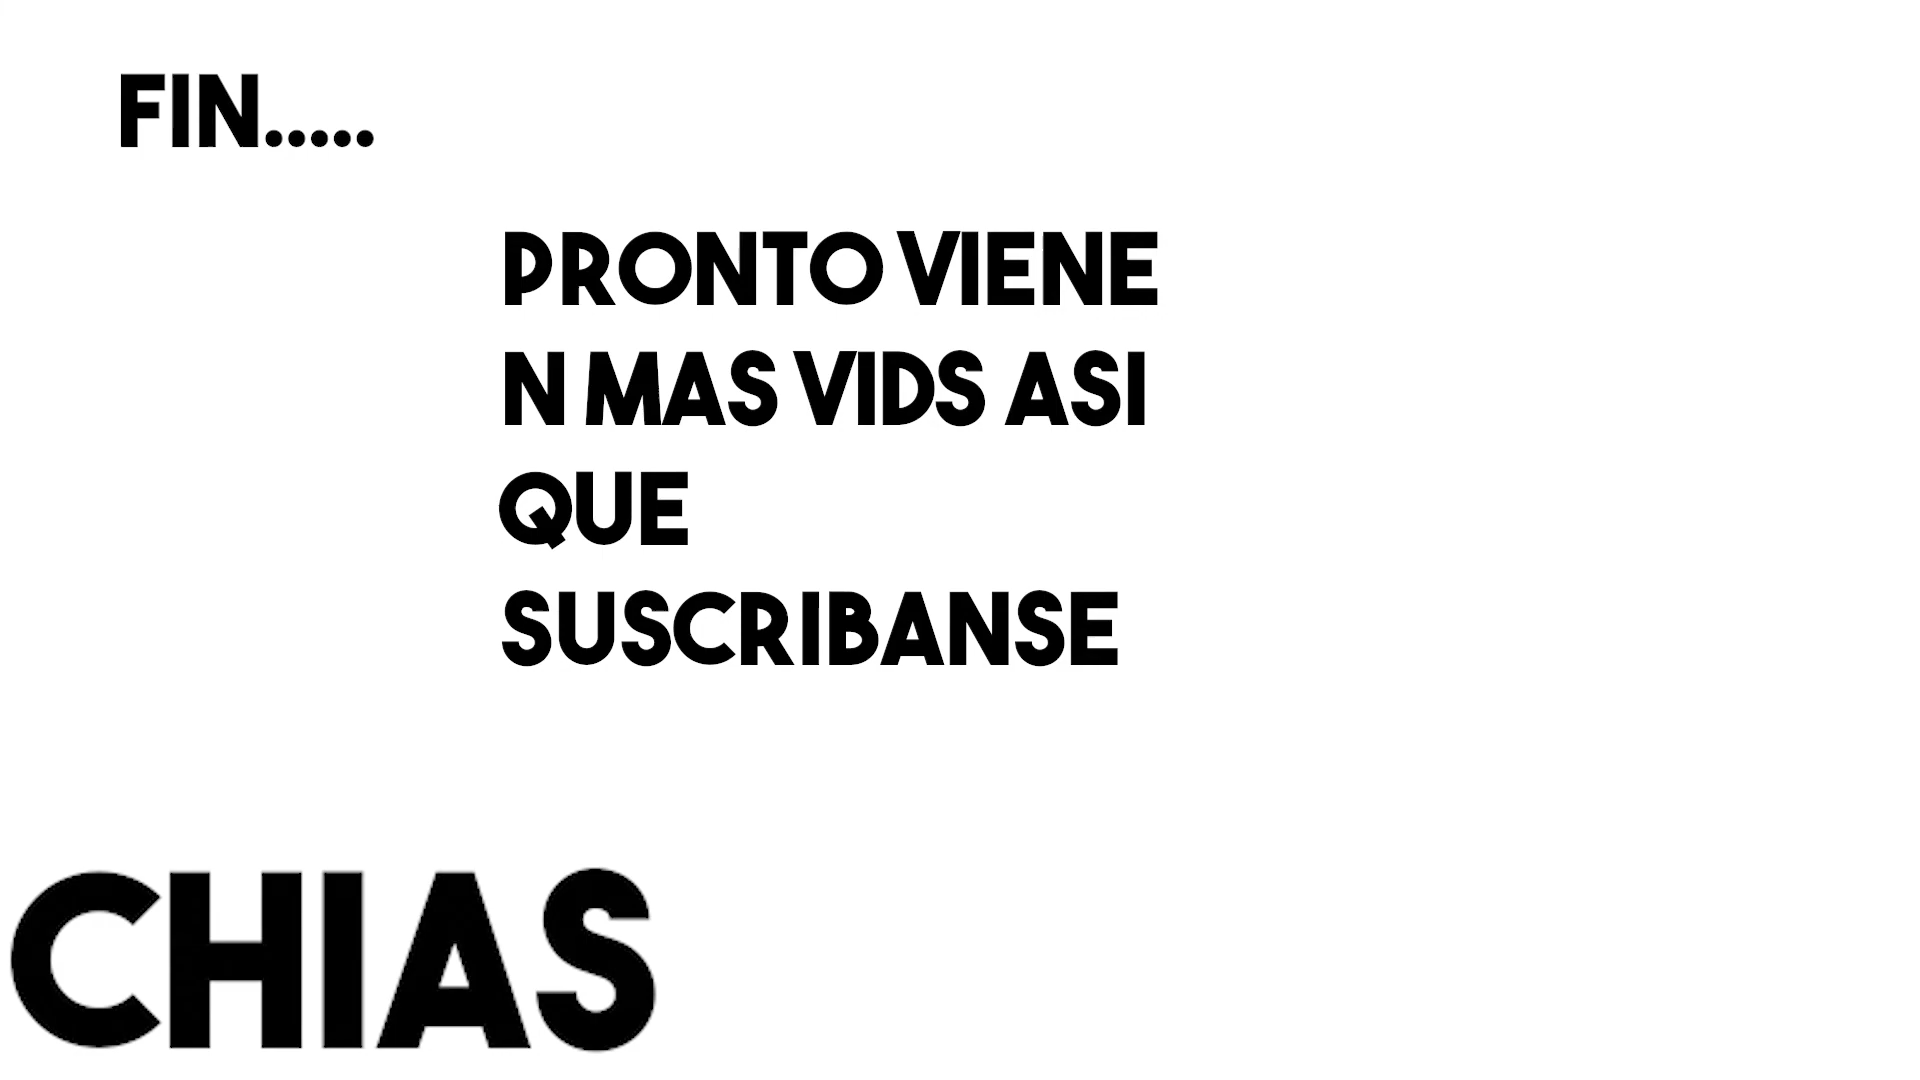 FIN.....
PRONTO VIENE
N MAS VIDS ASI
QUE
SUSCRIBANSE
CHIAS